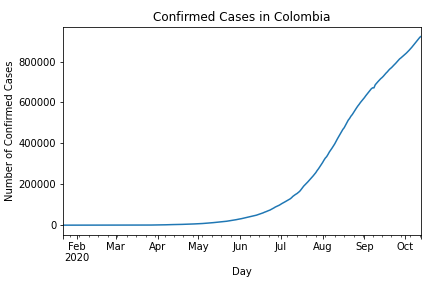 Confirmed Cases in Colombia
Number of Confirmed Cases
800000
600000
400000
200000
0
Feb Mar Apr May Jun Jul Aug Sep Oct
2020
Day